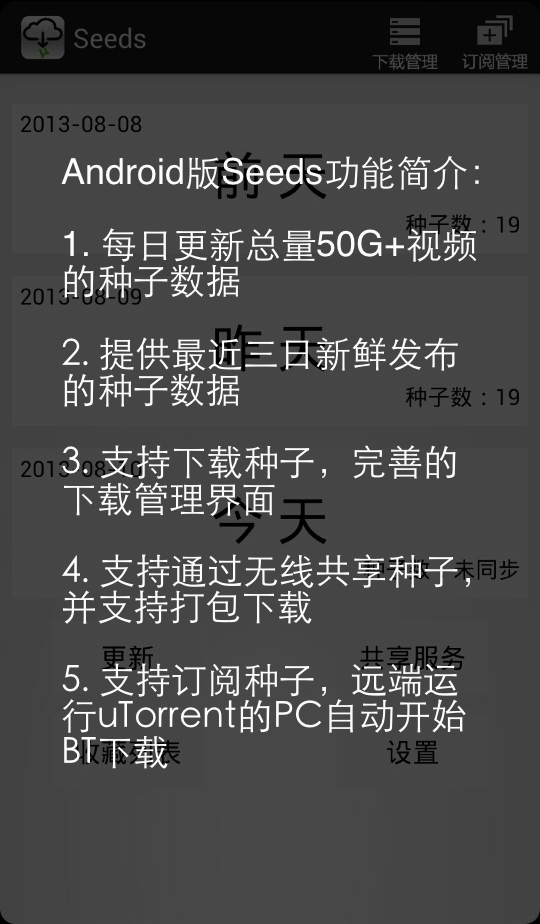 Seeds
下载管理
订阅管理
2013-08-08
前天
种子数：19
Android版Seeds功能简介：
1. 每日更新总量50G+视频
的种子数据
2013-08-09
昨天
种子数：19
2. 提供最近三日新鲜发布
的种子数据
2013-08-10
今天
未同步
3. 支持下载种子，完善的
下载管理界面
4. 支持通过无线共享种子，
并支持打包下载
更新
共享服务
5. 支持订阅种子，远端运
行uTorrent的PC自动开始
BT下载
收藏列表
设置